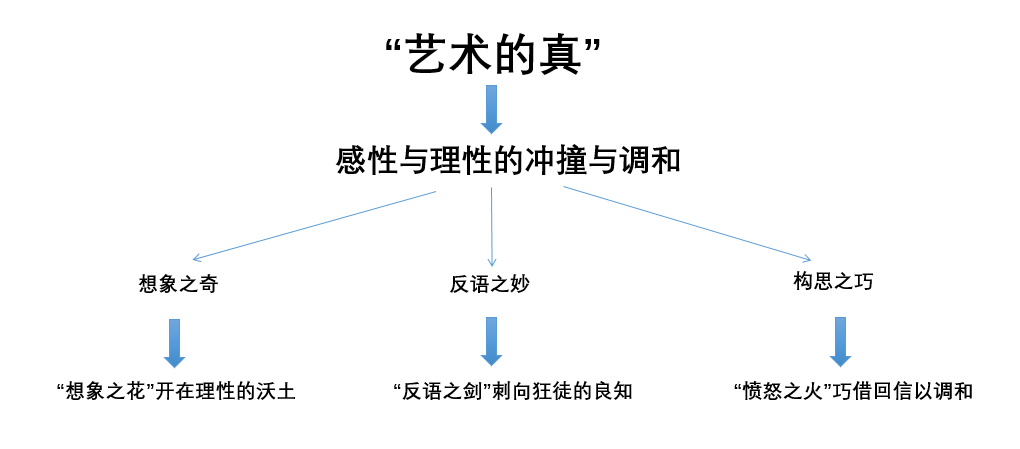 “艺术的真”
感性与理性的冲撞与调和
想象之奇
反语之妙
构思之巧
“想象之花”开在理性的沃土
“反语之剑”刺向狂徒的良知
“愤怒之火”巧借回信以调和